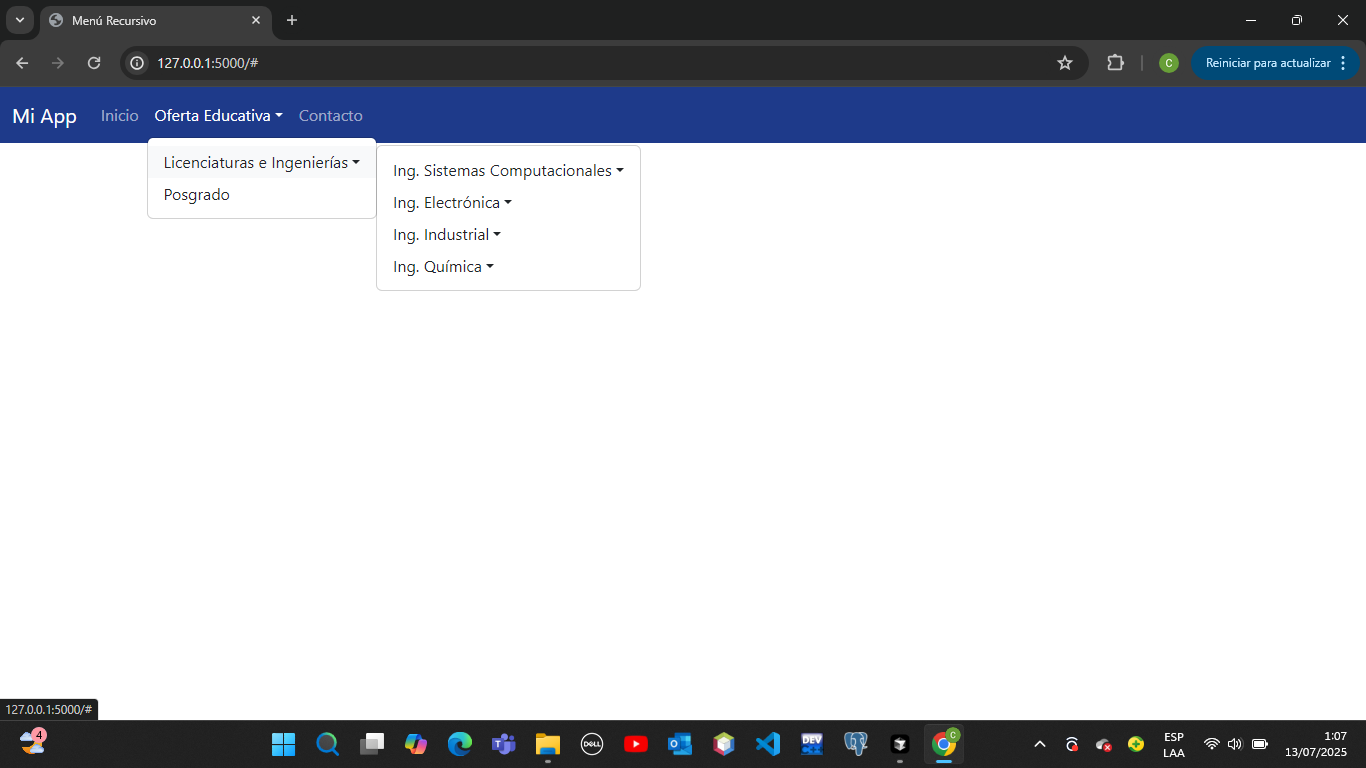 Menú Recursivo
127.0.0.1:5000/#
C
Reiniciar para actualizar
Mi App
Inicio
Oferta Educativa
Contacto
Licenciaturas e Ingenierías
Posgrado
Ing. Sistemas Computacionales
Ing. Electrónica
Ing. Industrial
Ing. Química
127.0.0.1:5000/#
4
DELL
DEV
C
ESP
LAA
1:07
13/07/2025